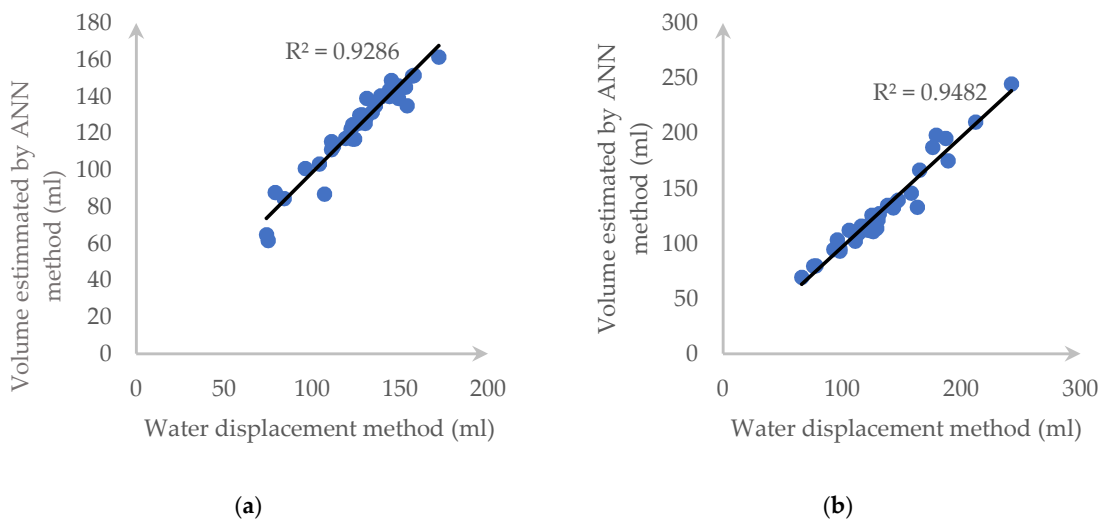 Volume estimmated by ANN
method (ml)
180
160
140
120
100
80
60
40
20
0
R² = 0.9286
0
50
100
150
200
Water displacement method (ml)
(a)
Volume estimated by ANN
method (ml)
300
250
200
150
100
50
0
R² = 0.9482
0
100
200
300
Water displacement method (ml)
(b)